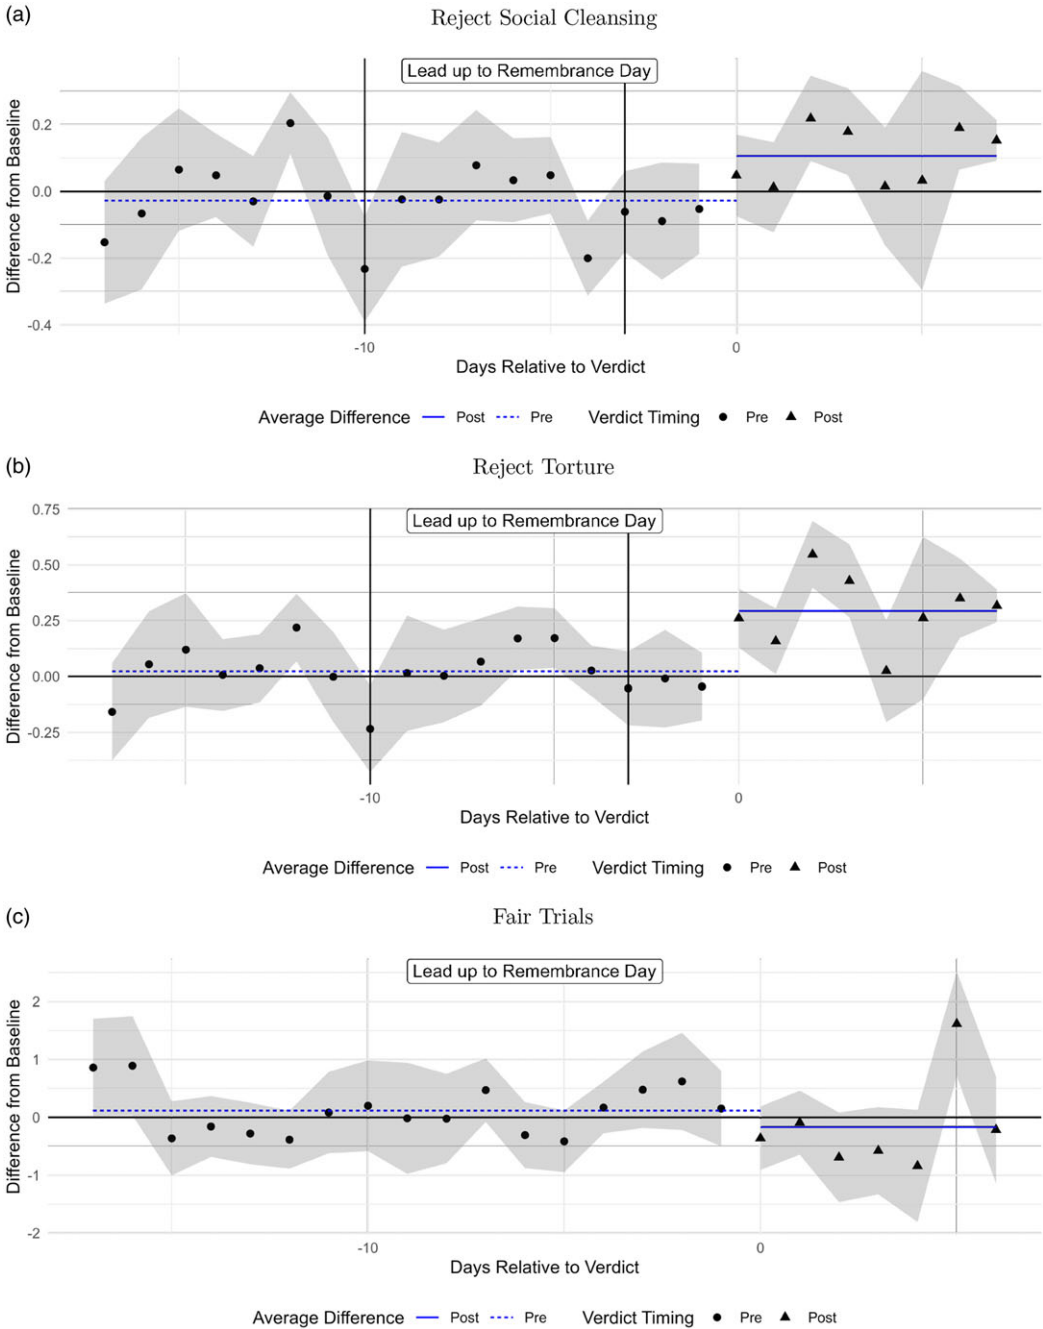 (a)
Reject Social Cleansing
Lead up to Remembrance Day
Difference from Baseline
0.2
0.0
-0.2
-0.4
-10 0
Days Relative to Verdict
Average Difference Post Pre Verdict Timing Pre Post
(b)
Reject Torture
Lead up to Remembrance Day
Difference from Baseline
0.75
0.50
0.25
0.00
-0.25
-10 0
Days Relative to Verdict
Average Difference Post Pre Verdict Timing Pre Post
(c)
Fair Trials
Lead up to Remembrance Day
Difference from Baseline
2
1
0
-1
-2
-10 0
Days Relative to Verdict
Average Difference Post Pre Verdict Timing Pre Post